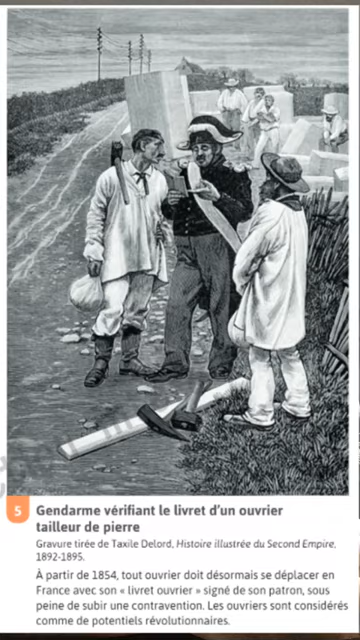 5 Gendarme vérifiant le livret d'un ouvrier
tailleur de pierre
Gravure tirée de Taxile Delord, Histoire illustrée du Second Empire,
1892-1895.
À partir de 1854, tout ouvrier doit désormais se déplacer en
France avec son « livret ouvrier » signé de son patron, sous
peine de subir une contravention. Les ouvriers sont considérés
comme de potentiels révolutionnaires.